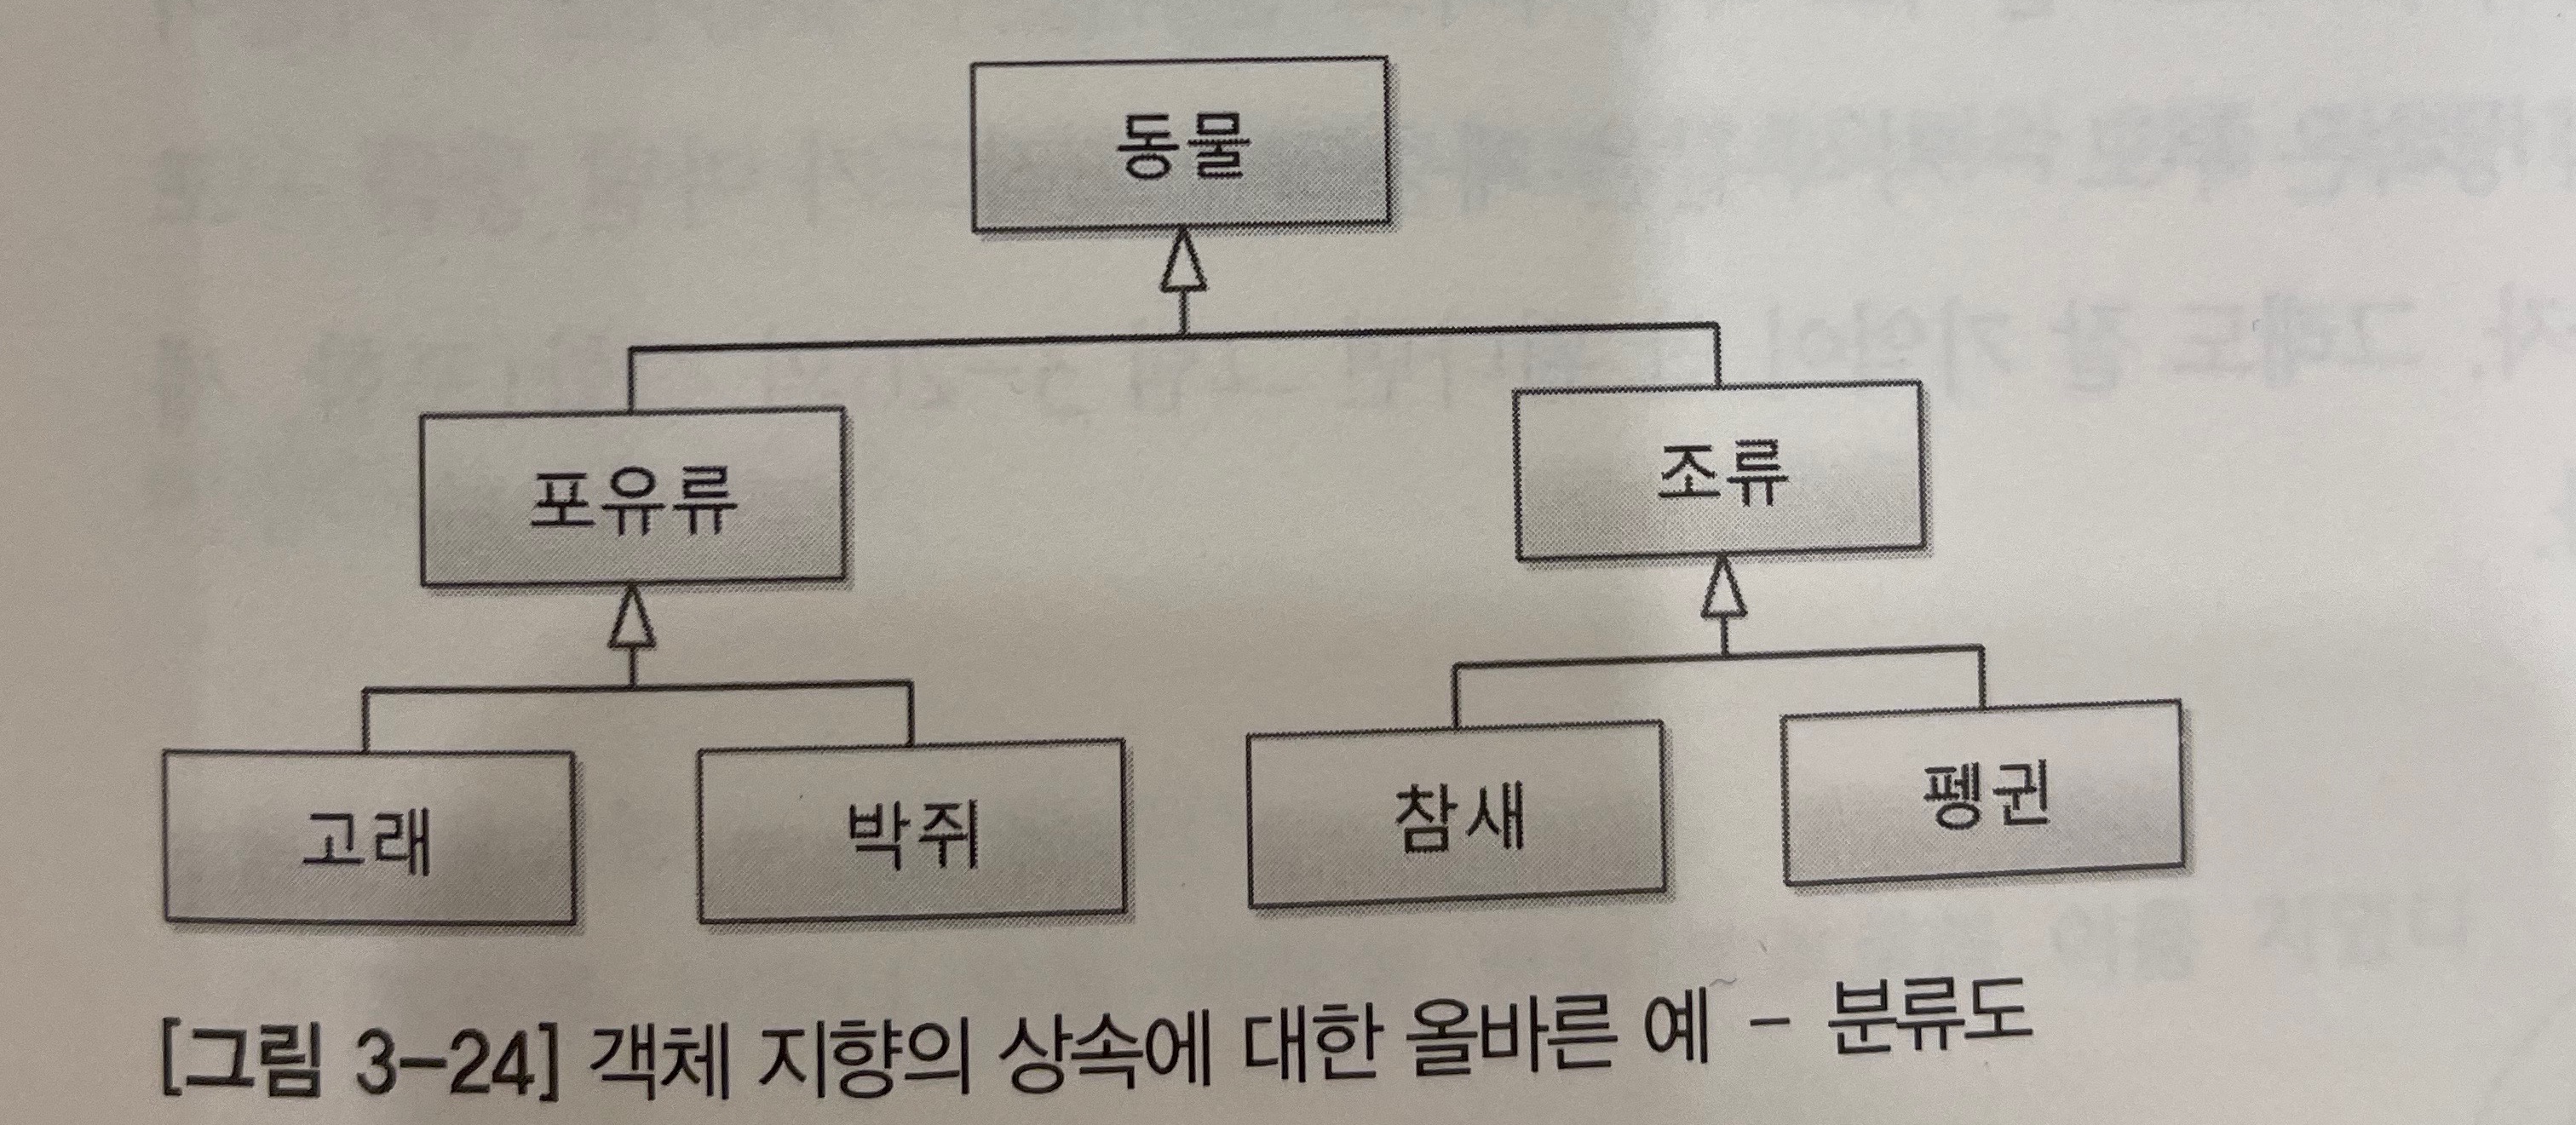 동물
포유류
조류
고래
박쥐
참새
펭귄
[그림 3-24] 객체 지향의 상속에 대한 올바른 예 - 분류도